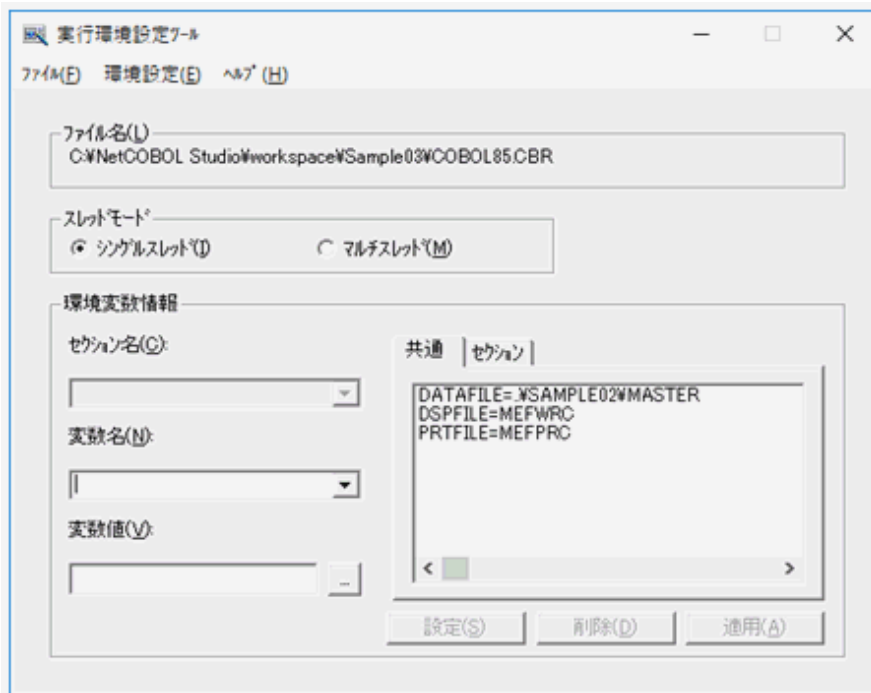 実行環境設定ツール
ファイル(F) 環境設定(E) ヘルプ(H)
ファイル名(L)
C:¥NetCOBOL Studio¥workspace¥Sample03¥COBOL85.CBR
スレッドモード
シングルスレッド(I) マルチスレッド(M)
環境変数情報
セクション名(C):
共通 セクション
DATAFILE=.¥SAMPLE02¥MASTER
DSPFILE=MEFWRC
PRTFILE=MEFPRC
変数名(N):
変数値(V):
...
設定(S) 削除(D) 適用(A)